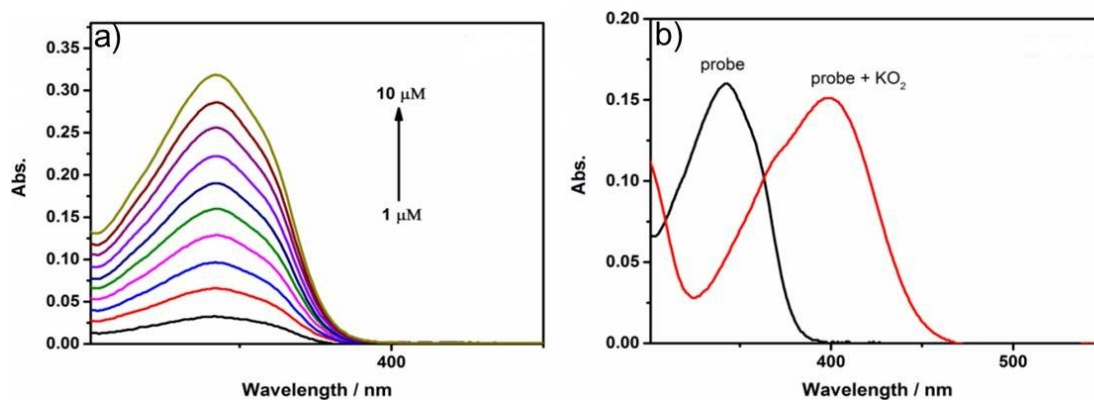 a)
0.35
0.30
0.25
0.20
0.15
0.10
0.05
0.00
Abs.
10 μM
1 μM
400
Wavelength / nm
b)
0.20
0.15
0.10
0.05
0.00
Abs.
probe
probe + KO₂
400
500
Wavelength / nm